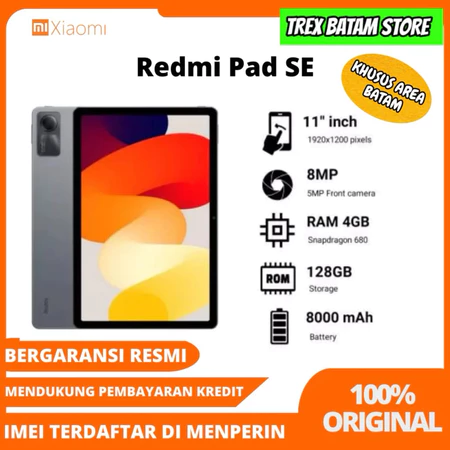 mi Xiaomi
TREX BATAM STORE
KHUSUS AREA
BATAM
Redmi Pad SE
11" inch
1920x1200 pixels
8MP
5MP Front camera
RAM 4GB
Snapdragon 680
ROM
128GB
Storage
8000 mAh
Battery
Redmi
BERGARANSI RESMI
MENDUKUNG PEMBAYARAN KREDIT
IMEI TERDAFTAR DI MENPERIN
100%
ORIGINAL